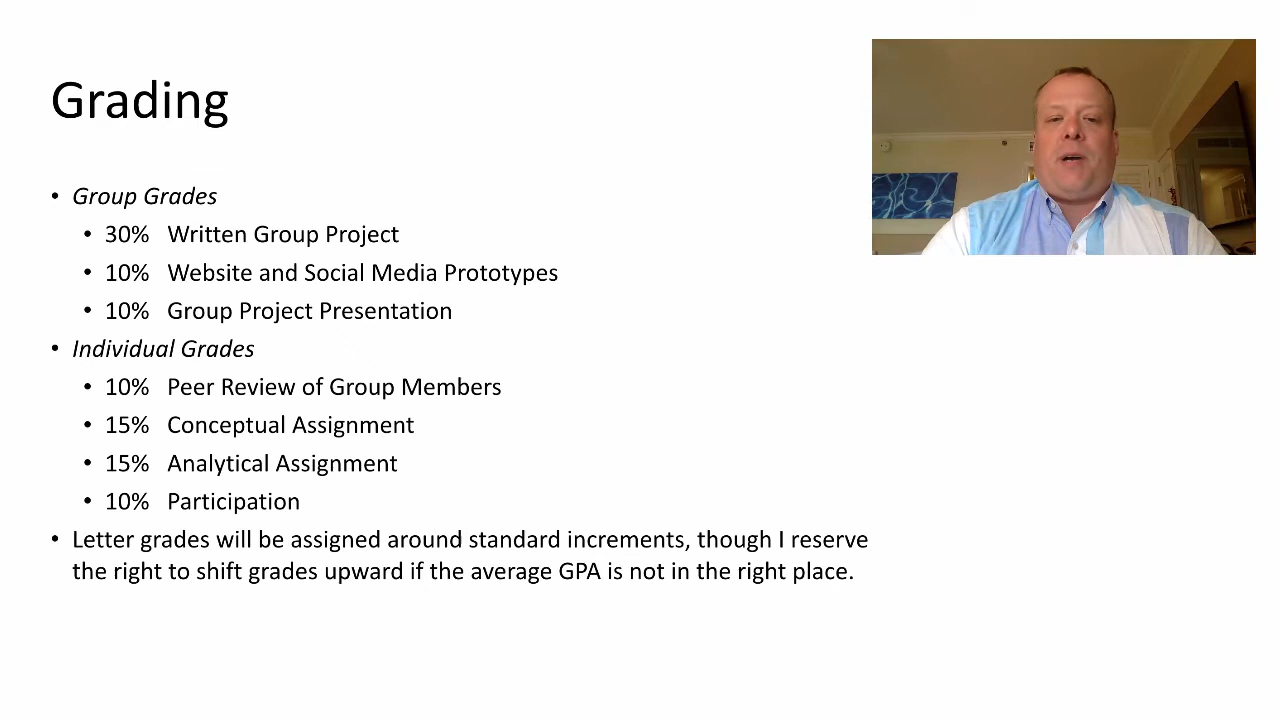 Grading
• Group Grades
• 30% Written Group Project
• 10% Website and Social Media Prototypes
• 10% Group Project Presentation
• Individual Grades
• 10% Peer Review of Group Members
• 15% Conceptual Assignment
• 15% Analytical Assignment
• 10% Participation
• Letter grades will be assigned around standard increments, though I reserve
the right to shift grades upward if the average GPA is not in the right place.